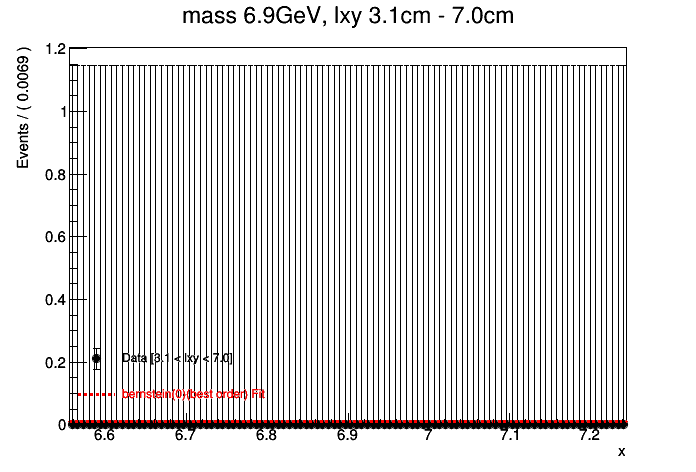 mass 6.9GeV, lxy 3.1cm - 7.0cm
Events / ( 0.0069 )
1.2
1
0.8
0.6
0.4
0.2
0
Data [3.1 < lxy < 7.0]
bernstein(0)(best order) Fit
6.6 6.7 6.8 6.9 7 7.1 7.2
x